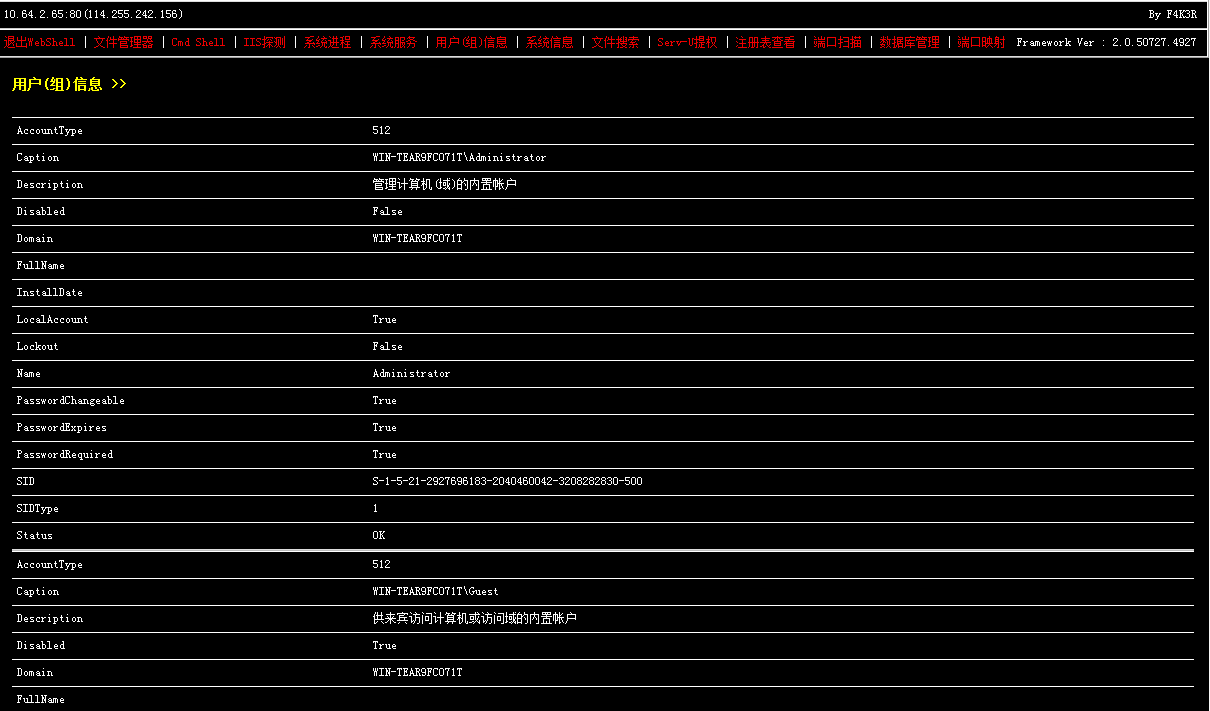 10.64.2.65:80(114.255.242.156) By F4K3R
退出WebShell | 文件管理器 | Cmd Shell | IIS探测 | 系统进程 | 系统服务 | 用户(组)信息 | 系统信息 | 文件搜索 | Serv-U提权 | 注册表查看 | 端口扫描 | 数据库管理 | 端口映射 Framework Ver : 2.0.50727.4927
用户(组)信息 >>
AccountType 512
Caption WIN-TEAR9FCO71T\Administrator
Description 管理计算机(域)的内置帐户
Disabled False
Domain WIN-TEAR9FCO71T
FullName
InstallDate
LocalAccount True
Lockout False
Name Administrator
PasswordChangeable True
PasswordExpires True
PasswordRequired True
SID S-1-5-21-2927696183-2040460042-3208282830-500
SIDType 1
Status OK
AccountType 512
Caption WIN-TEAR9FCO71T\Guest
Description 供来宾访问计算机或访问域的内置帐户
Disabled True
Domain WIN-TEAR9FCO71T
FullName